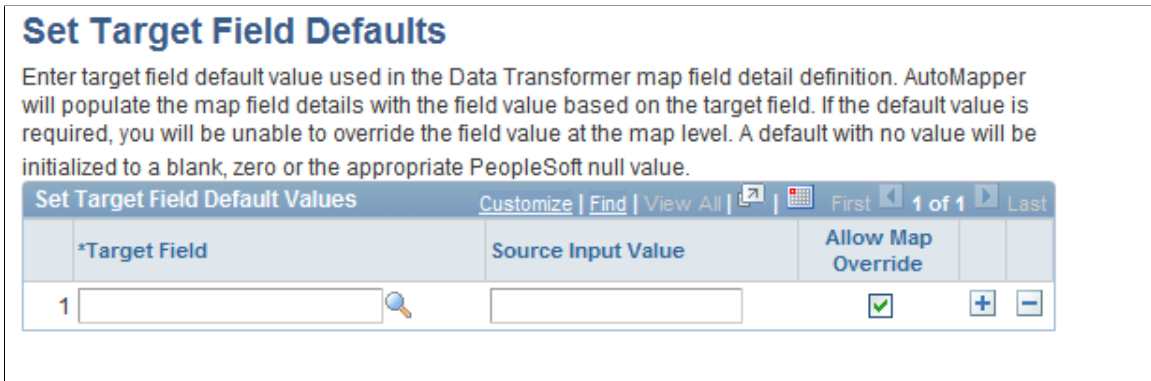 Set Target Field Defaults
Enter target field default value used in the Data Transformer map field detail definition. AutoMapper
will populate the map field details with the field value based on the target field. If the default value is
required, you will be unable to override the field value at the map level. A default with no value will be
initialized to a blank, zero or the appropriate PeopleSoft null value.
Set Target Field Default Values Customize | Find | View All | | First 1 of 1 Last
*Target Field Source Input Value Allow Map
Override
1